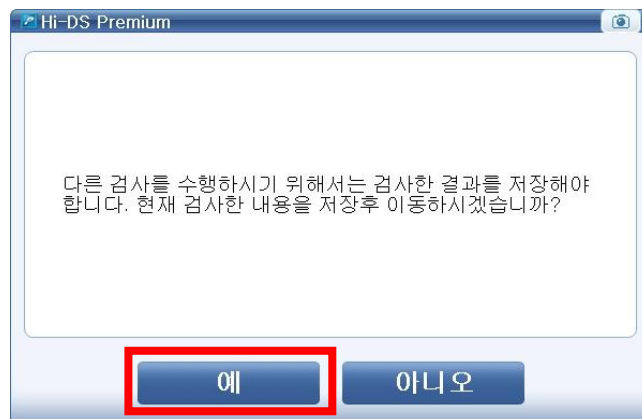 Hi-DS Premium
다른 검사를 수행하시기 위해서는 검사한 결과를 저장해야
합니다. 현재 검사한 내용을 저장후 이동하시겠습니까?
예 아니오